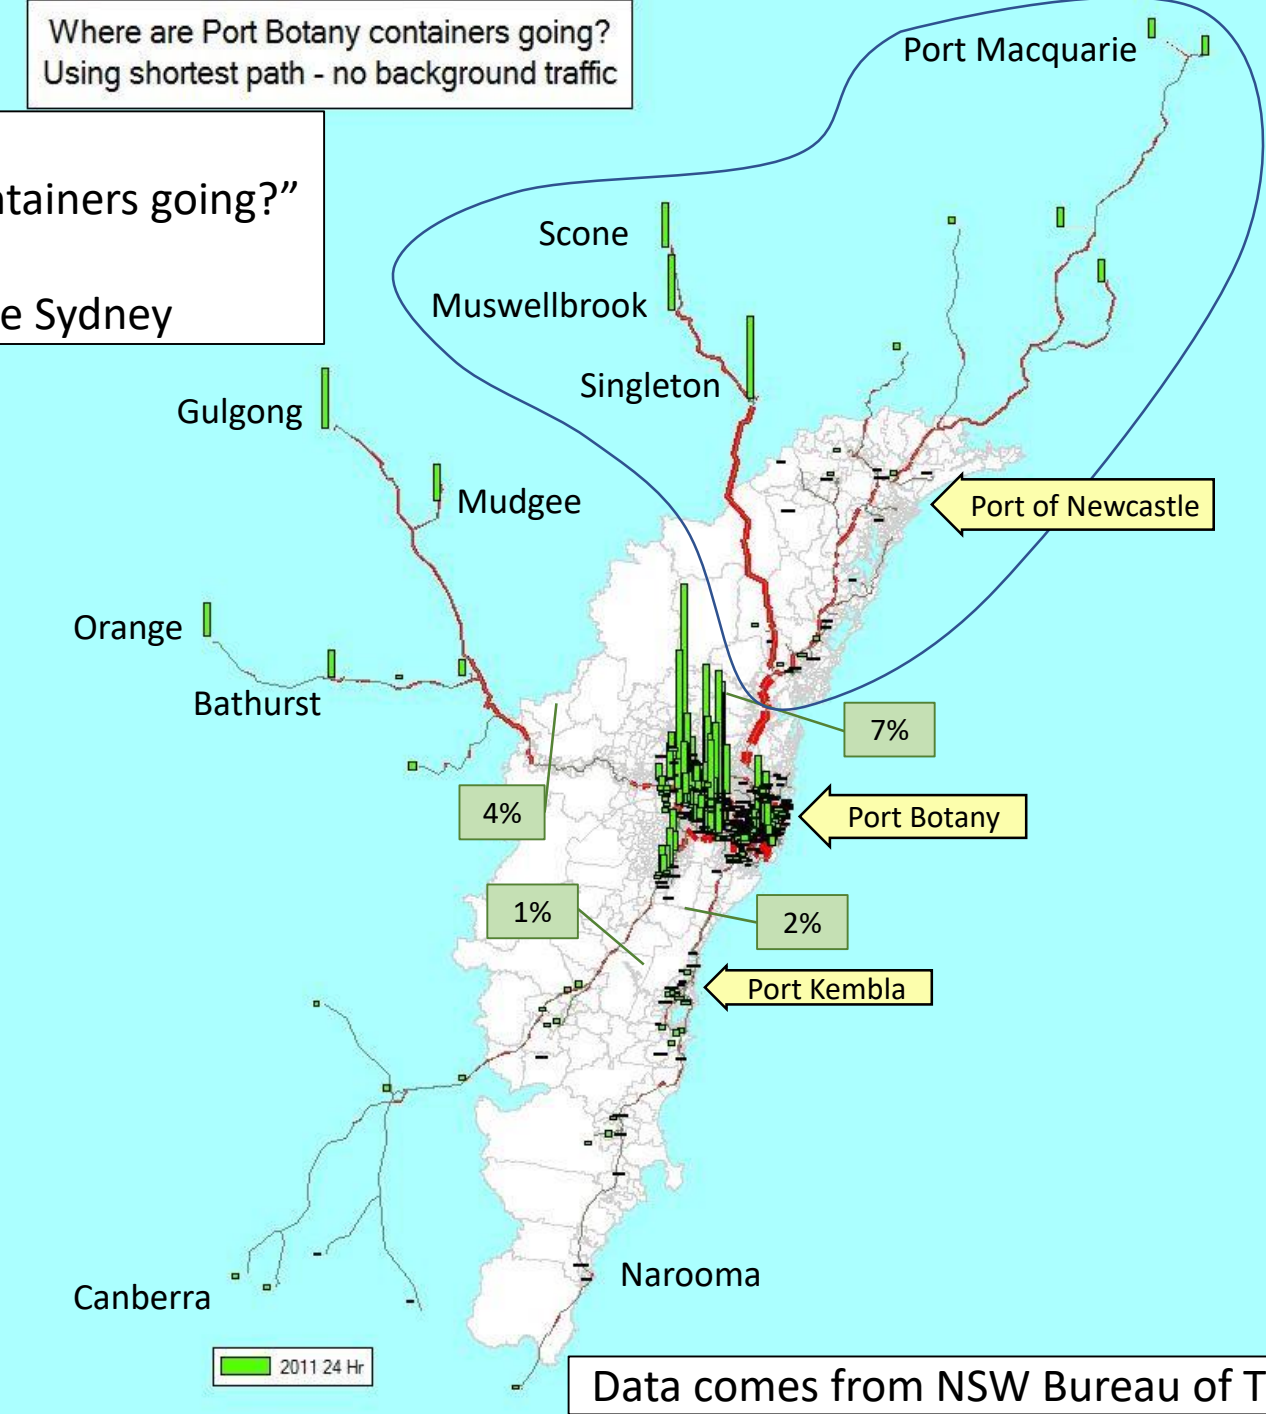 Where are Port Botany containers going?
Using shortest path - no background traffic
going?”
Sydney
Port Macquarie
Scone
Muswellbrook
Singleton
Gulgong
Mudgee
Port of Newcastle
Orange
Bathurst
7%
4%
Port Botany
1%
2%
Port Kembla
Narooma
Canberra
2011 24 Hr
Data comes from NSW Bureau of